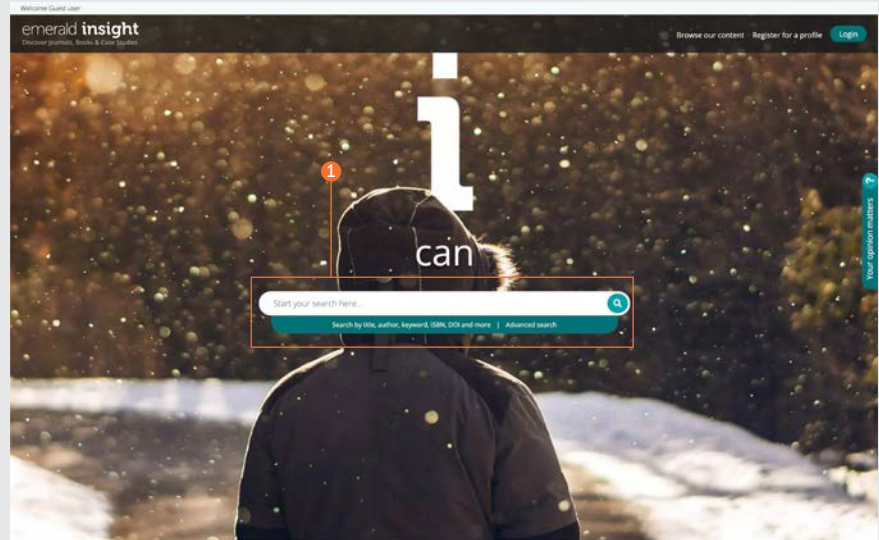 Welcome Guest user
emerald insight
Discover Journals, Books & Case Studies
Browse our content
Register for a profile
Login
i
1
can
Your opinion matters ?
Start your search here...
Search by title, author, keyword, ISBN, DOI and more | Advanced search